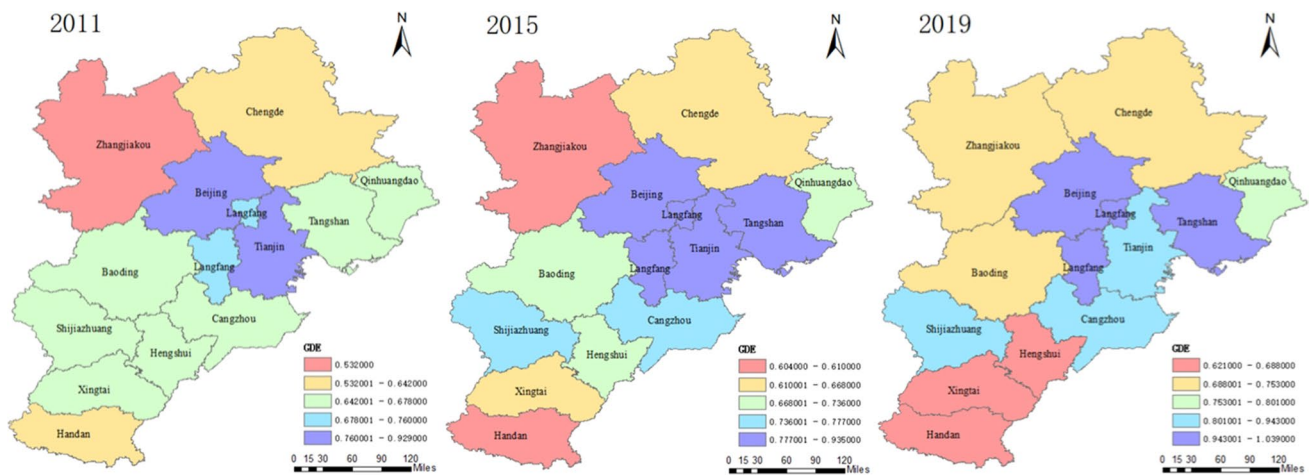 2011
N
Zhangjiakou
Chengde
Beijing
Langfang
Qinhuangdao
Tangshan
Tianjin
Langfang
Baoding
Cangzhou
Shijiazhuang
Hengshui
Xingtai
Handan
GDE
0.532000
0.532001 - 0.642000
0.642001 - 0.678000
0.678001 - 0.760000
0.760001 - 0.929000
0 15 30 60 90 120
Miles
2015
N
Zhangjiakou
Chengde
Beijing
Langfang
Qinhuangdao
Tangshan
Tianjin
Langfang
Baoding
Cangzhou
Shijiazhuang
Hengshui
Xingtai
Handan
GDE
0.604000 - 0.610000
0.610001 - 0.668000
0.668001 - 0.736000
0.736001 - 0.777000
0.777001 - 0.935000
0 15 30 60 90 120
Miles
2019
N
Zhangjiakou
Chengde
Beijing
Langfang
Qinhuangdao
Tangshan
Tianjin
Langfang
Baoding
Cangzhou
Shijiazhuang
Hengshui
Xingtai
Handan
GDE
0.621000 - 0.688000
0.688001 - 0.753000
0.753001 - 0.801000
0.801001 - 0.943000
0.943001 - 1.039000
0 15 30 60 90 120
Miles